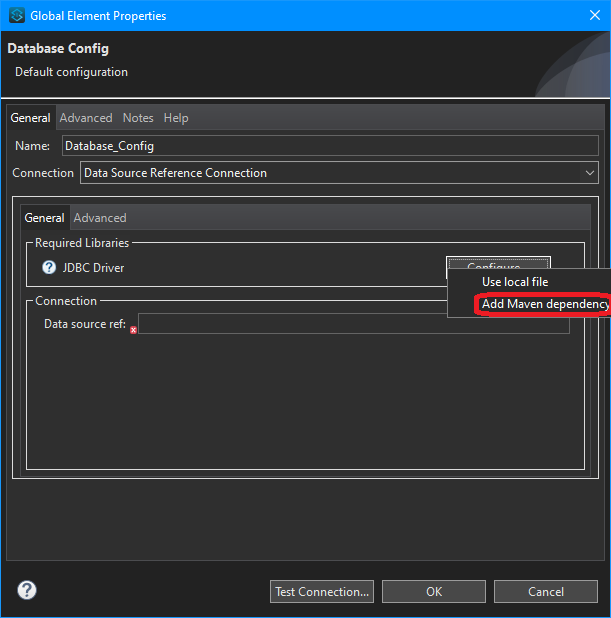 Global Element Properties
Database Config
Default configuration
General Advanced Notes Help
Name: Database_Config
Connection Data Source Reference Connection
General Advanced
Required Libraries
JDBC Driver Configure...
Use local file
Add Maven dependency
Connection
Data source ref:
Test Connection... OK Cancel